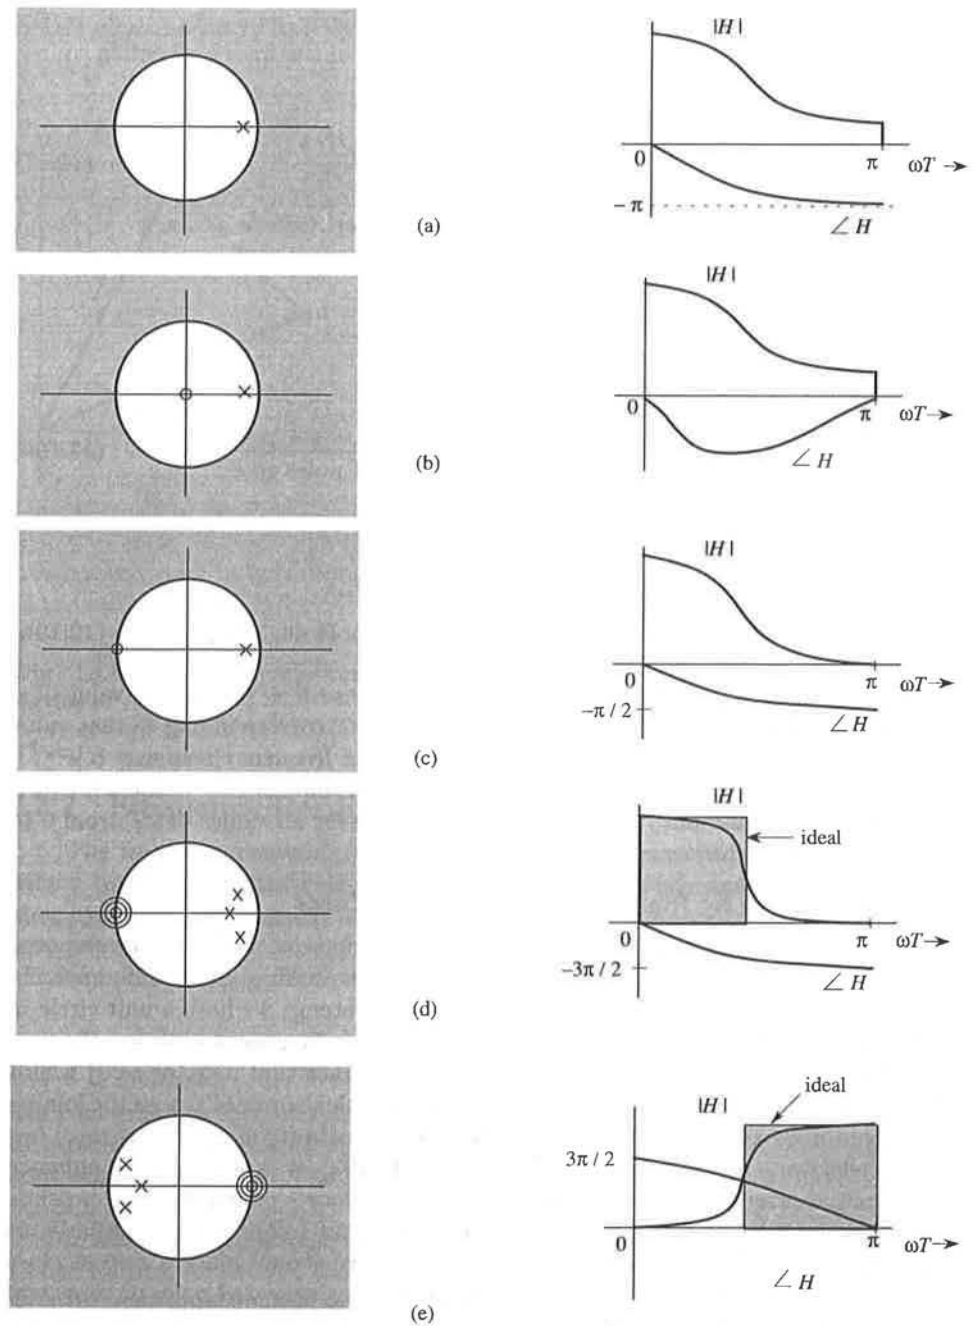 |H|
0
π
ωT →
−π
∠H
(a)
|H|
0
π
ωT→
∠H
(b)
|H|
0
π
ωT→
−π / 2
∠H
(c)
|H|
ideal
0
π
ωT→
−3π / 2
∠H
(d)
ideal
|H|
3π / 2
0
π
ωT→
∠H
(e)